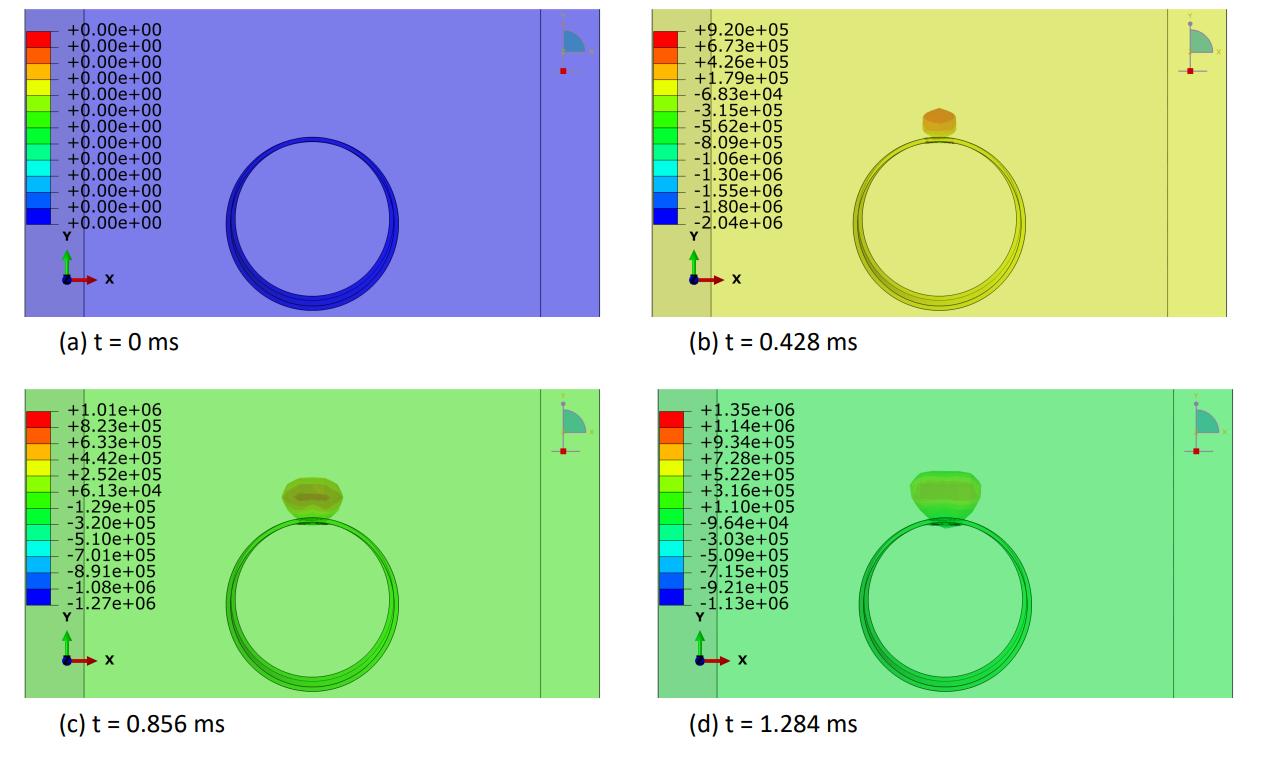 +0.00e+00
+0.00e+00
+0.00e+00
+0.00e+00
+0.00e+00
+0.00e+00
+0.00e+00
+0.00e+00
+0.00e+00
+0.00e+00
+0.00e+00
+0.00e+00
+0.00e+00
Y
X
Y
X
(a) t = 0 ms
+9.20e+05
+6.73e+05
+4.26e+05
+1.79e+05
-6.83e+04
-3.15e+05
-5.62e+05
-8.09e+05
-1.06e+06
-1.30e+06
-1.55e+06
-1.80e+06
-2.04e+06
Y
X
Y
X
(b) t = 0.428 ms
+1.01e+06
+8.23e+05
+6.33e+05
+4.42e+05
+2.52e+05
+6.13e+04
-1.29e+05
-3.20e+05
-5.10e+05
-7.01e+05
-8.91e+05
-1.08e+06
-1.27e+06
Y
X
Y
X
(c) t = 0.856 ms
+1.35e+06
+1.14e+06
+9.34e+05
+7.28e+05
+5.22e+05
+3.16e+05
+1.10e+05
-9.64e+04
-3.03e+05
-5.09e+05
-7.15e+05
-9.21e+05
-1.13e+06
Y
X
Y
X
(d) t = 1.284 ms